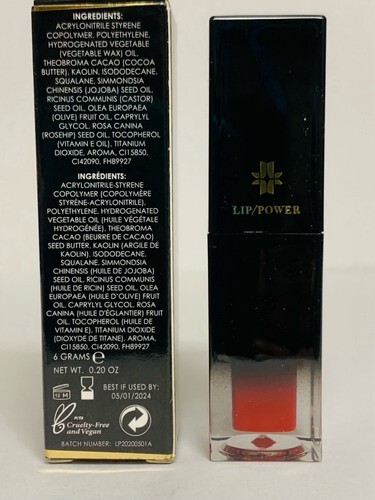 INGREDIENTS:
ACRYLONITRILE STYRENE
COPOLYMER, POLYETHYLENE,
HYDROGENATED VEGETABLE
(VEGETABLE WAX) OIL,
THEOBROMA CACAO (COCOA
BUTTER), KAOLIN, ISODODECANE,
SQUALANE, SIMMONDSIA
CHINENSIS (JOJOBA) SEED OIL,
RICINUS COMMUNIS (CASTOR)
SEED OIL, OLEA EUROPAEA
(OLIVE) FRUIT OIL, CAPRYLYL
GLYCOL, ROSA CANINA
(ROSEHIP) SEED OIL, TOCOPHEROL
(VITAMIN E OIL), TITANIUM
DIOXIDE, AROMA, CI15850,
CI42090, FH89927
INGRÉDIENTS:
ACRYLONITRILE-STYRENE
COPOLYMER (COPOLYMÈRE
STYRÈNE-ACRYLONITRILE),
POLYETHYLENE, HYDROGENATED
VEGETABLE OIL (HUILE VÉGÉTALE
HYDROGÉNÉE), THEOBROMA
CACAO (BEURRE DE CACAO)
SEED BUTTER, KAOLIN (ARGILE DE
KAOLIN), ISODODECANE,
SQUALANE, SIMMONDSIA
CHINENSIS (HUILE DE JOJOBA)
SEED OIL, RICINUS COMMUNIS
(HUILE DE RICIN) SEED OIL, OLEA
EUROPAEA (HUILE D'OLIVE) FRUIT
OIL, CAPRYLYL GLYCOL, ROSA
CANINA (HUILE D'ÉGLANTIER) FRUIT
OIL, TOCOPHEROL (HUILE DE
VITAMIN E), TITANIUM DIOXIDE
(DIOXYDE DE TITANE), AROMA,
CI15850, CI42090, FH89927
6 GRAMS e
NET WT. 0.20 OZ
12 M
BEST IF USED BY:
05/01/2024
PETA
Cruelty-Free
and Vegan
BATCH NUMBER: LP20200501A
LIP/POWER